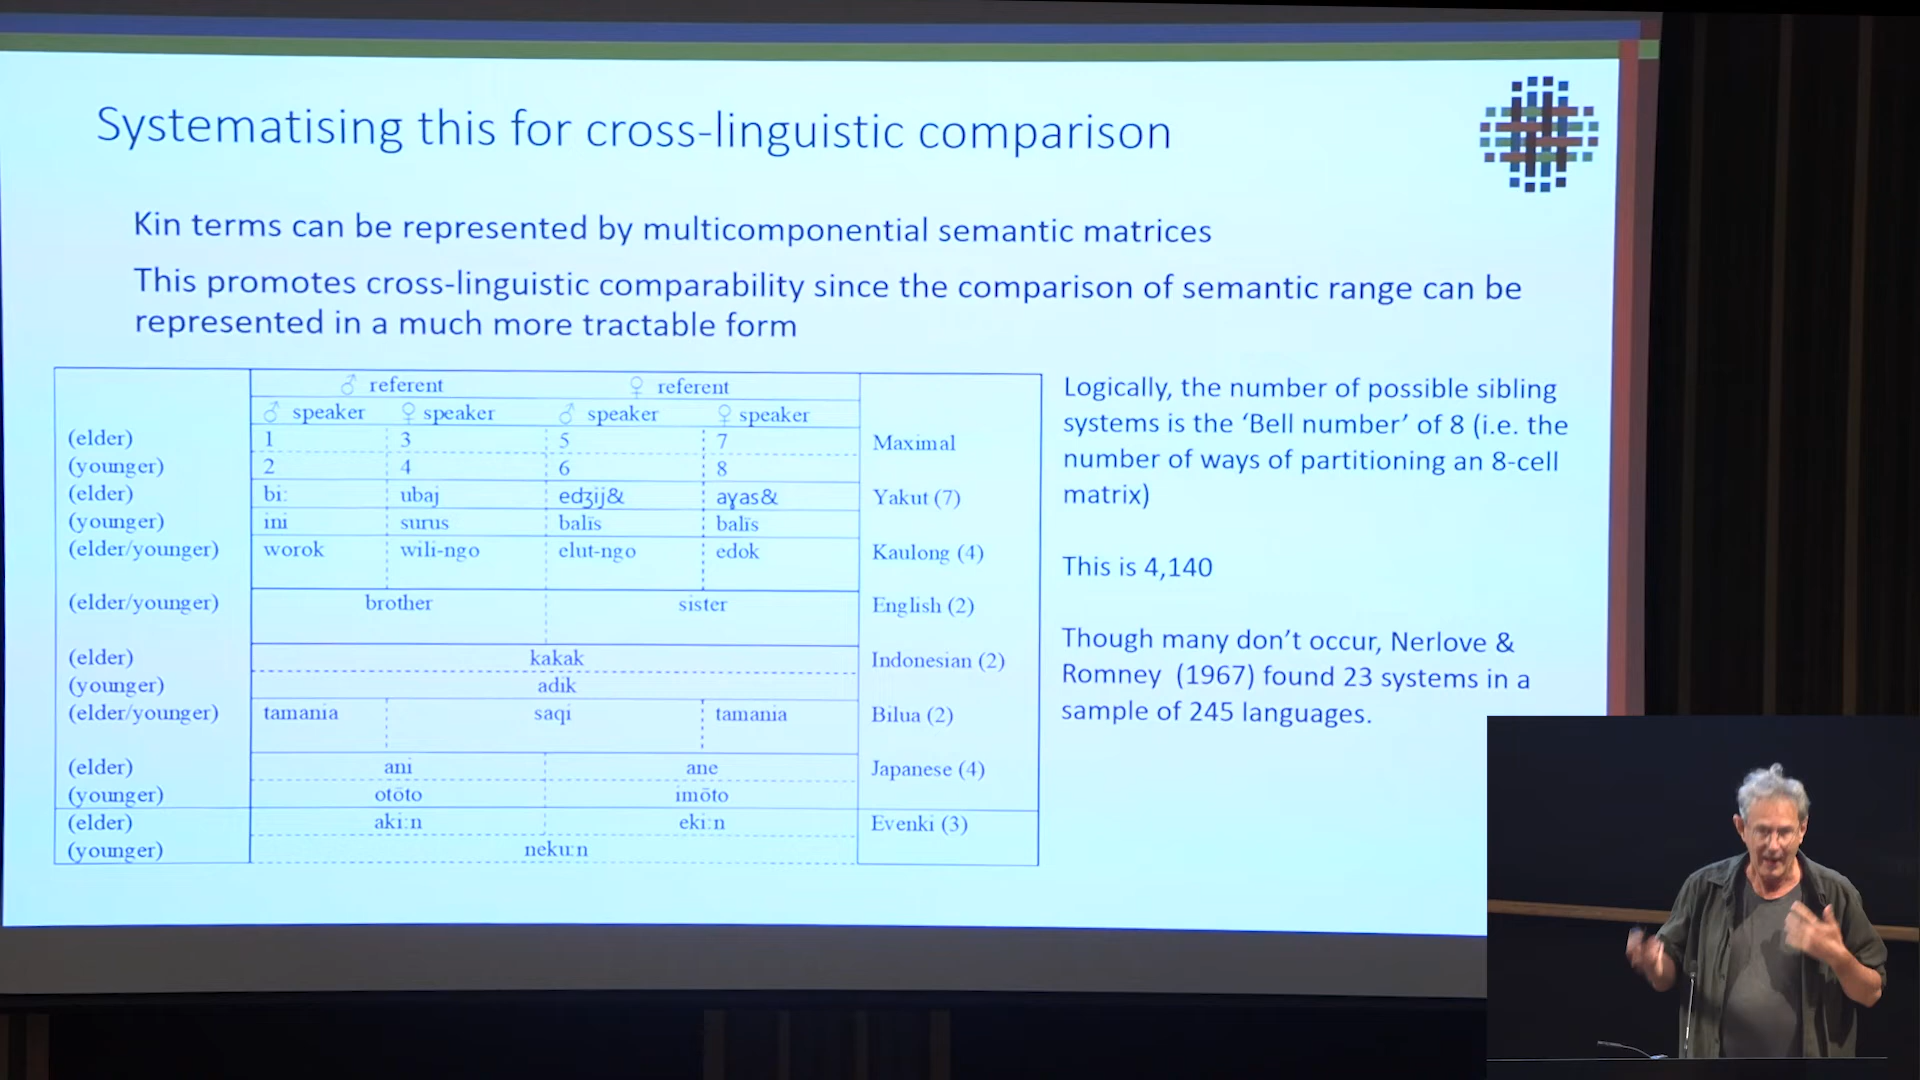 Systematising this for cross-linguistic comparison
Kin terms can be represented by multicomponential semantic matrices
This promotes cross-linguistic comparability since the comparison of semantic range can be
represented in a much more tractable form
♂ referent ♀ referent
♂ speaker ♀ speaker ♂ speaker ♀ speaker
(elder) 1 3 5 7 Maximal
(younger) 2 4 6 8
(elder) bi: ubaj edʒij& aɣas& Yakut (7)
(younger) ini surus balïs balïs
(elder/younger) worok wili-ngo elut-ngo edok Kaulong (4)
(elder/younger) brother sister English (2)
(elder) kakak Indonesian (2)
(younger) adik
(elder/younger) tamania saqi tamania Bilua (2)
(elder) ani ane Japanese (4)
(younger) otōto imōto
(elder) aki:n eki:n Evenki (3)
(younger) neku:n
Logically, the number of possible sibling
systems is the ‘Bell number’ of 8 (i.e. the
number of ways of partitioning an 8-cell
matrix)
This is 4,140
Though many don’t occur, Nerlove &
Romney (1967) found 23 systems in a
sample of 245 languages.